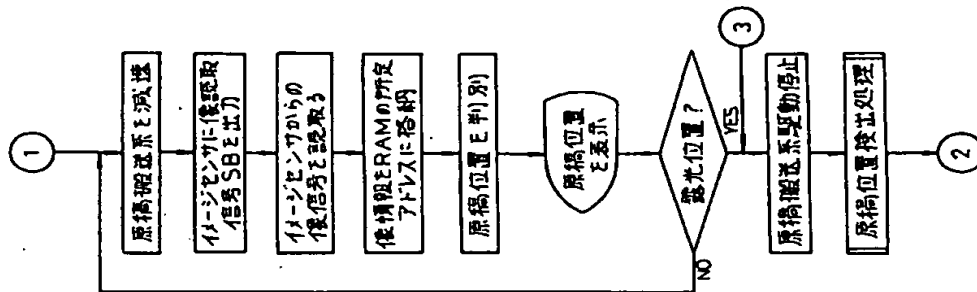 1
原稿搬送系を減速
イメージセンサに像読取
信号SBを出力
イメージセンサからの
像信号を読取る
像情報をRAMの所定
アドレスに格納
原稿位置を判別
原稿位置
を表示
露光位置?
NO
YES
3
原稿搬送系駆動停止
原稿位置検出処理
2